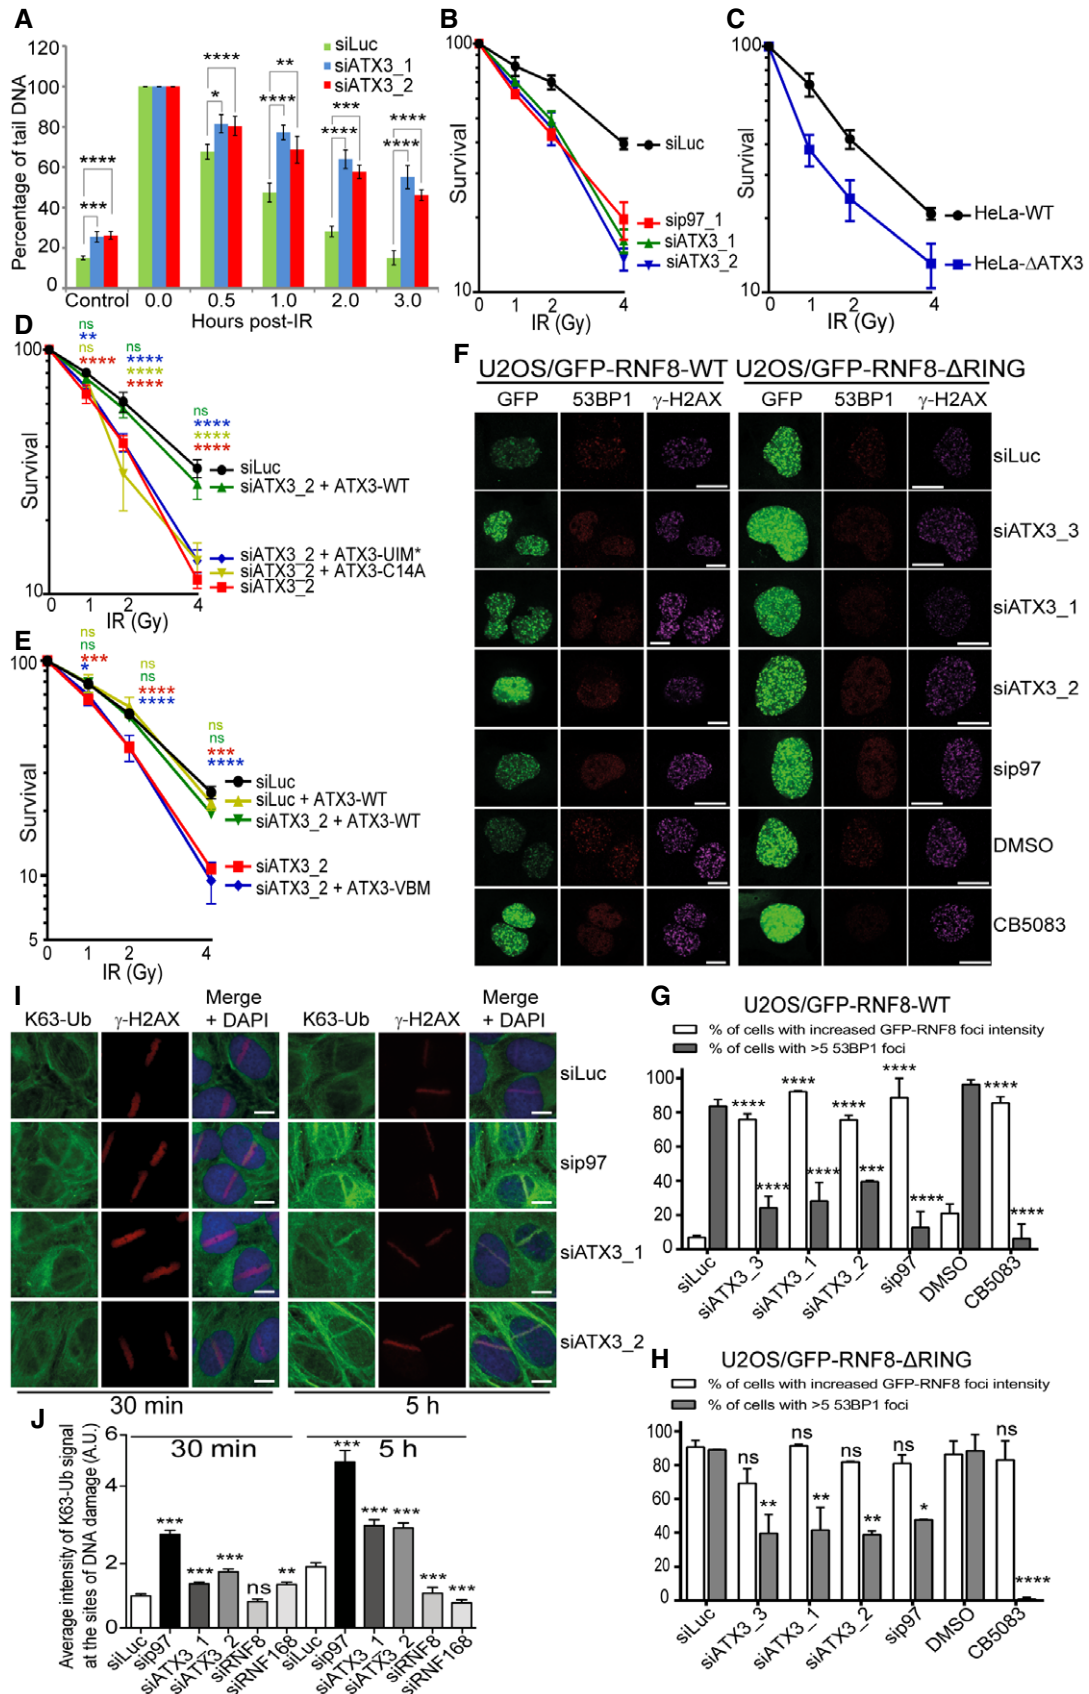 A
120
100
80
60
40
20
0
Percentage of tail DNA
siLuc
siATX3_1
siATX3_2
****
***
****
*
**
****
***
****
****
****
Control 0.0 0.5 1.0 2.0 3.0
Hours post-IR
B
100
10
Survival
siLuc
sip97_1
siATX3_1
siATX3_2
0 1 2 4
IR (Gy)
C
100
10
Survival
HeLa-WT
HeLa-ΔATX3
0 1 2 4
IR (Gy)
D
100
10
Survival
ns
**
ns
****
ns
****
****
****
ns
****
****
****
siLuc
siATX3_2 + ATX3-WT
siATX3_2 + ATX3-UIM*
siATX3_2 + ATX3-C14A
siATX3_2
0 1 2 4
IR (Gy)
E
100
10
5
Survival
ns
ns
***
*
ns
ns
****
****
ns
ns
***
****
siLuc
siLuc + ATX3-WT
siATX3_2 + ATX3-WT
siATX3_2
siATX3_2 + ATX3-VBM
0 1 2 4
IR (Gy)
F
U2OS/GFP-RNF8-WT U2OS/GFP-RNF8-ΔRING
GFP 53BP1 γ-H2AX GFP 53BP1 γ-H2AX
siLuc
siATX3_3
siATX3_1
siATX3_2
sip97
DMSO
CB5083
I
K63-Ub γ-H2AX Merge + DAPI K63-Ub γ-H2AX Merge + DAPI
siLuc
sip97
siATX3_1
siATX3_2
30 min 5 h
G
U2OS/GFP-RNF8-WT
% of cells with increased GFP-RNF8 foci intensity
% of cells with >5 53BP1 foci
100
80
60
40
20
0
**** **** **** **** ****
**** **** *** **** ****
siLuc siATX3_3 siATX3_1 siATX3_2 sip97 DMSO CB5083
H
U2OS/GFP-RNF8-ΔRING
% of cells with increased GFP-RNF8 foci intensity
% of cells with >5 53BP1 foci
100
80
60
40
20
0
ns ns ns ns ns
** ** ** * ****
siLuc siATX3_3 siATX3_1 siATX3_2 sip97 DMSO CB5083
J
Average intensity of K63-Ub signal
at the sites of DNA damage (A.U.)
6
4
2
0
30 min 5 h
*** *** *** ns ** *** *** *** *** ***
siLuc sip97 siATX3_1 siATX3_2 siRNF8 siRNF168 siLuc sip97 siATX3_1 siATX3_2 siRNF8 siRNF168